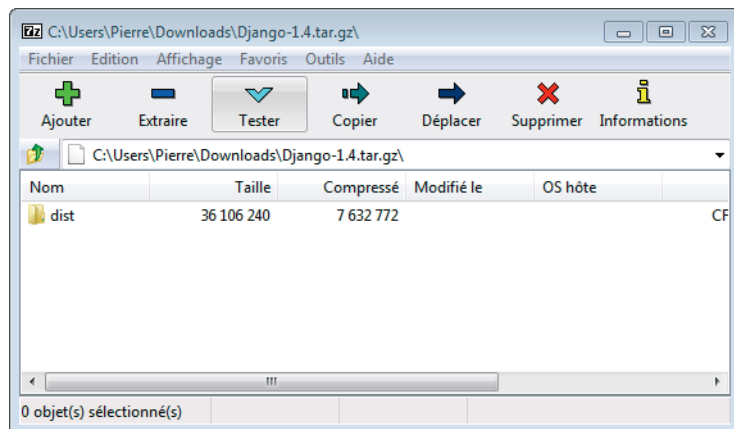 7z C:\Users\Pierre\Downloads\Django-1.4.tar.gz\
Fichier Edition Affichage Favoris Outils Aide
Ajouter Extraire Tester Copier Déplacer Supprimer Informations
C:\Users\Pierre\Downloads\Django-1.4.tar.gz\
Nom Taille Compressé Modifié le OS hôte
dist 36 106 240 7 632 772 CF
0 objet(s) sélectionné(s)